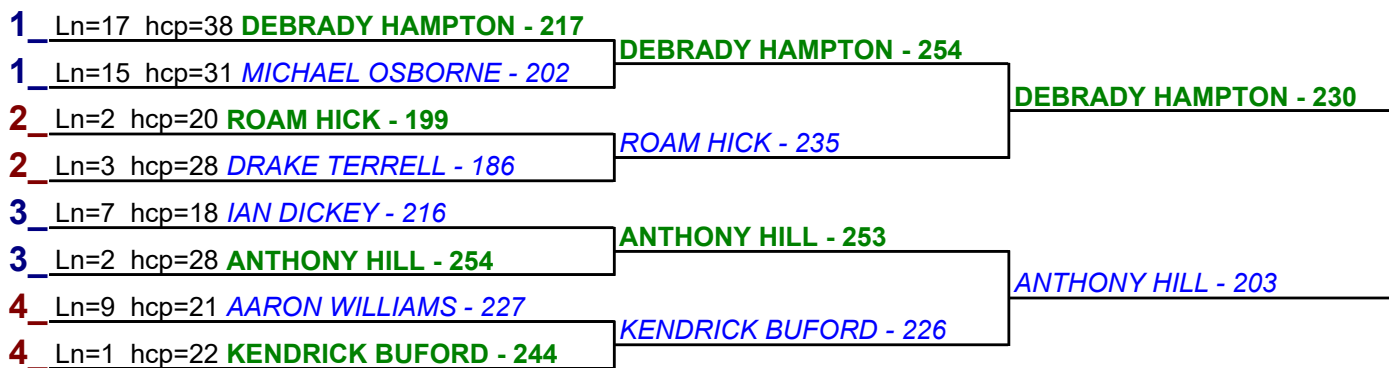 1_ Ln=17 hcp=38 DEBRADY HAMPTON - 217
DEBRADY HAMPTON - 254
1_ Ln=15 hcp=31 MICHAEL OSBORNE - 202
DEBRADY HAMPTON - 230
2_ Ln=2 hcp=20 ROAM HICK - 199
ROAM HICK - 235
2_ Ln=3 hcp=28 DRAKE TERRELL - 186
3_ Ln=7 hcp=18 IAN DICKEY - 216
ANTHONY HILL - 253
3_ Ln=2 hcp=28 ANTHONY HILL - 254
ANTHONY HILL - 203
4_ Ln=9 hcp=21 AARON WILLIAMS - 227
KENDRICK BUFORD - 226
4_ Ln=1 hcp=22 KENDRICK BUFORD - 244